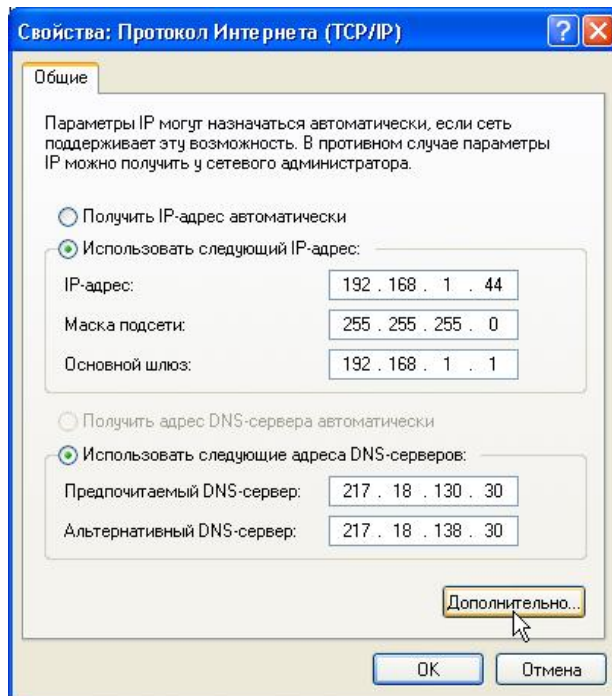 Свойства: Протокол Интернета (TCP/IP)
Общие
Параметры IP могут назначаться автоматически, если сеть
поддерживает эту возможность. В противном случае параметры
IP можно получить у сетевого администратора.
Получить IP-адрес автоматически
Использовать следующий IP-адрес:
IP-адрес: 192 . 168 . 1 . 44
Маска подсети: 255 . 255 . 255 . 0
Основной шлюз: 192 . 168 . 1 . 1
Получить адрес DNS-сервера автоматически
Использовать следующие адреса DNS-серверов:
Предпочитаемый DNS-сервер: 217 . 18 . 130 . 30
Альтернативный DNS-сервер: 217 . 18 . 138 . 30
Дополнительно...
OK Отмена